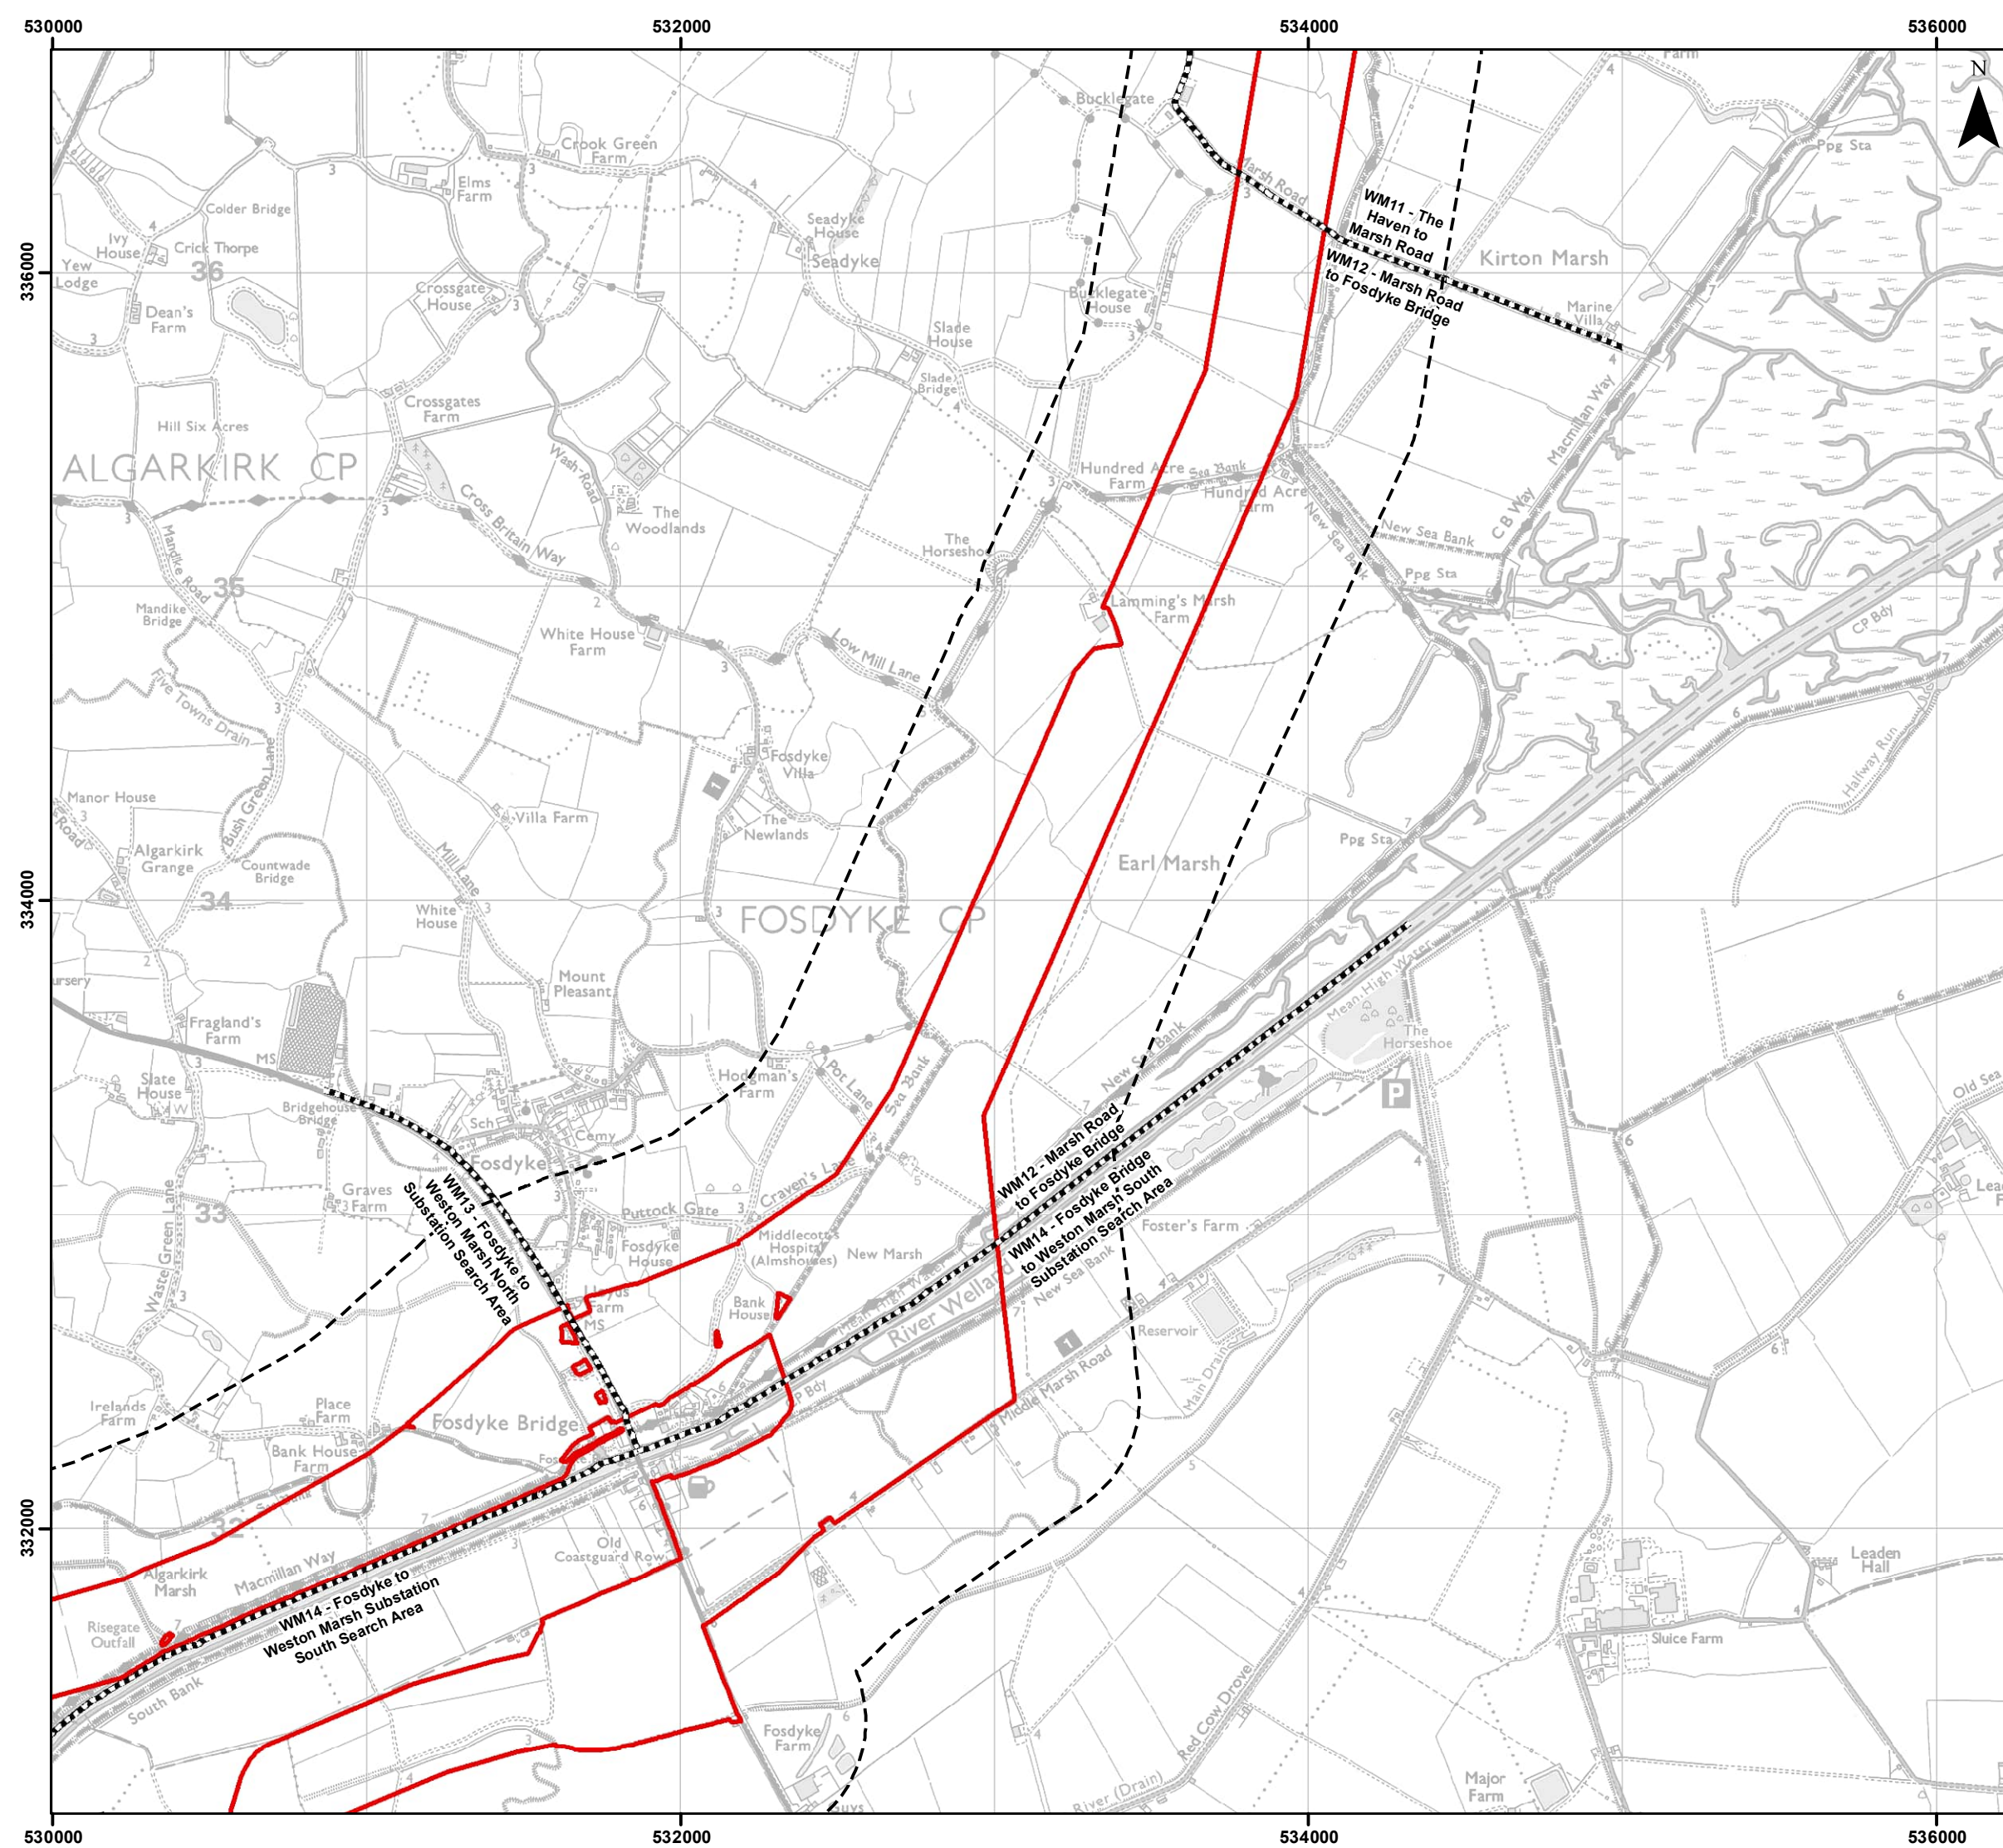 530000
532000
534000
536000
N
336000
334000
332000
Bucklegate
Farm
Ppg Sta
Crook Green
Farm
Elms
Farm
Colder Bridge
Ivy
House
Crick Thorpe
Yew
Lodge
36
Dean's
Farm
Crossgate
House
Seadyke
House
Seadyke
Slade
House
Slade
Bridge
Marsh Road
Bucklegate
House
WM11 - The
Haven to
Marsh Road
WM12 - Marsh Road
to Fosdyke Bridge
Kirton Marsh
Marine
Villa
Crossgates
Farm
Hill Six Acres
ALGARKIRK CP
Wash Road
The
Woodlands
Cross Britain Way
Mandike Road
Hundred Acre
Farm
Sea Bank
Hundred Acre
Farm
New Sea Bank
New Sea Bank
Macmillan Way
C B Way
Ppg Sta
The
Horseshoe
35
Mandike
Bridge
White House
Farm
Low Mill Lane
Lamming's Marsh
Farm
CP Bdy
Five Towns Drain
Fosdyke
Villa
1
The
Newlands
Manor House
Road
Bush Green Lane
Villa Farm
Algarkirk
Grange
Countwade
Bridge
Mill Lane
34
White
House
FOSDYKE CP
Earl Marsh
Ppg Sta
Hallway Run
Mount
Pleasant
ursery
Fragland's
Farm
MS
Slate
House
W
Bridgehouse
Bridge
Hodgman's
Farm
Pot Lane
Sea Bank
New Sea Bank
Mean High Water
The
Horseshoe
P
Old Sea
Sch
Cemy
Fosdyke
WM12 - Marsh Road
to Fosdyke Bridge
WM14 - Fosdyke Bridge
to Weston Marsh South
Substation Search Area
WM13 - Fosdyke to
Weston Marsh North
Substation Search Area
Graves
Farm
33
Waste Green Lane
Puttock Gate
Craven's Lane
Fosdyke
House
Middlecott's
Hospital
(Almshouses)
New Marsh
Mean High Water
River Welland
New Sea Bank
Foster's Farm
Reservoir
Main Drain
1
Middle Marsh Road
Farm
MS
Bank
House
CP Bdy
Irelands
Farm
Place
Farm
Bank House
Farm
Fosdyke Bridge
Old
Coastguard Row
Algarkirk
Marsh
Macmillan Way
WM14 - Fosdyke to
Weston Marsh Substation
South Search Area
Risegate
Outfall
South Bank
Leaden
Hall
Sluice Farm
Fosdyke
Farm
Red Cow Drove
River (Drain)
Major
Farm
530000
532000
534000
536000